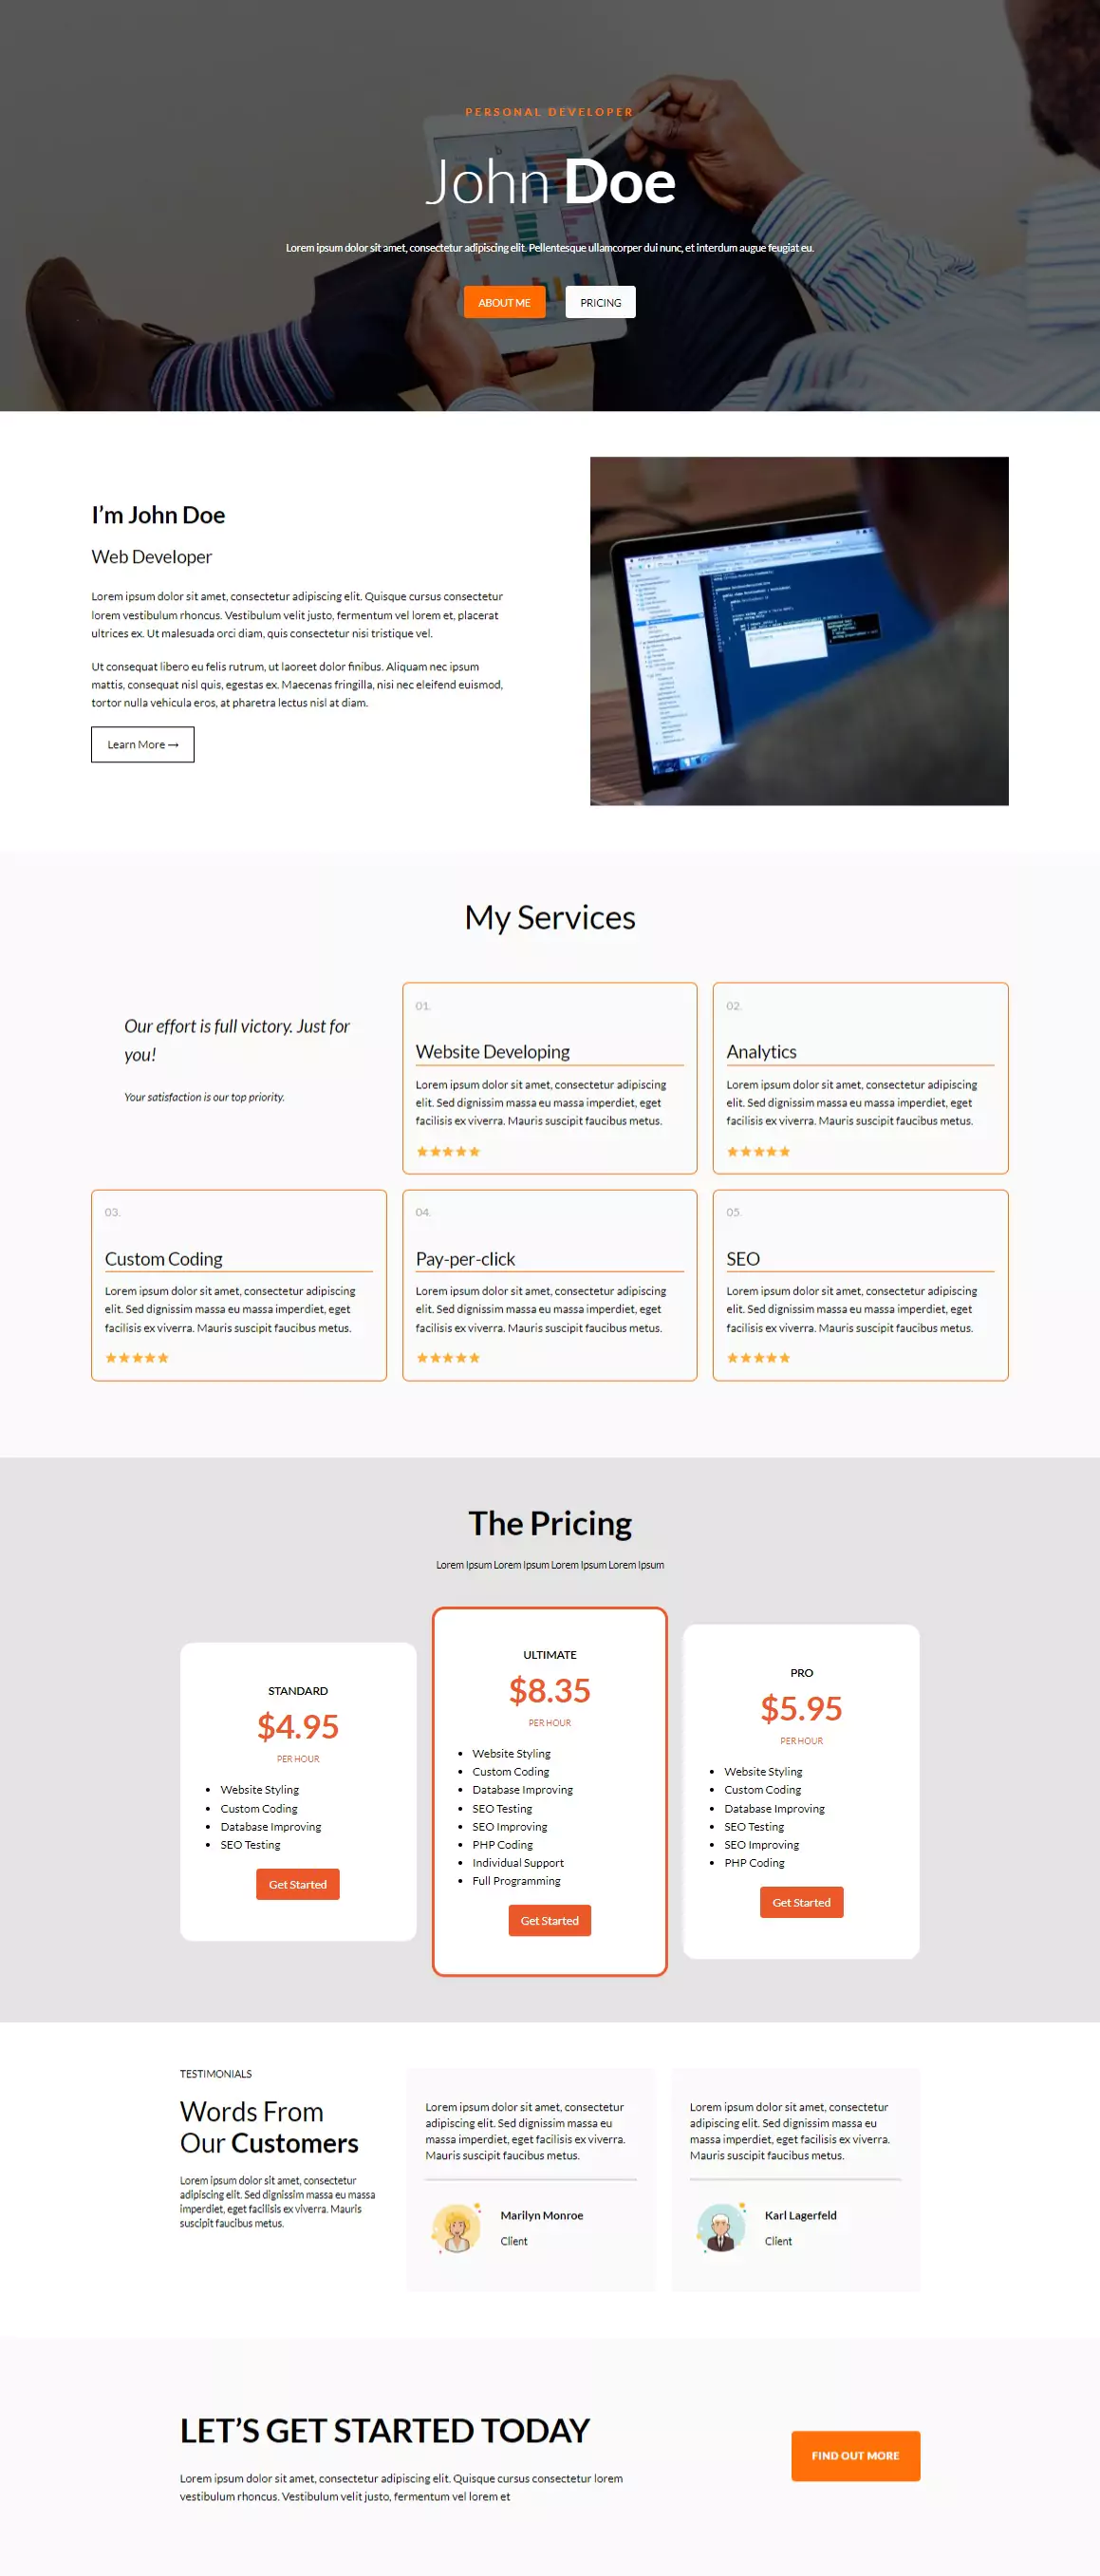 PERSONAL DEVELOPER
John Doe
Lorem ipsum dolor sit amet, consectetur adipiscing elit. Pellentesque ullamcorper dui nunc, et interdum augue feugiat eu.
ABOUT ME
PRICING
I’m John Doe
Web Developer
Lorem ipsum dolor sit amet, consectetur adipiscing elit. Quisque cursus consectetur
lorem vestibulum rhoncus. Vestibulum velit justo, fermentum vel lorem et, placerat
ultrices ex. Ut malesuada orci diam, quis consectetur nisi tristique vel.
Ut consequat libero eu felis rutrum, ut laoreet dolor finibus. Aliquam nec ipsum
mattis, consequat nisl quis, egestas ex. Maecenas fringilla, nisi nec eleifend euismod,
tortor nulla vehicula eros, at pharetra lectus nisl at diam.
Learn More →
My Services
Our effort is full victory. Just for
you!
Your satisfaction is our top priority.
01.
Website Developing
Lorem ipsum dolor sit amet, consectetur adipiscing
elit. Sed dignissim massa eu massa imperdiet, eget
facilisis ex viverra. Mauris suscipit faucibus metus.
02.
Analytics
Lorem ipsum dolor sit amet, consectetur adipiscing
elit. Sed dignissim massa eu massa imperdiet, eget
facilisis ex viverra. Mauris suscipit faucibus metus.
03.
Custom Coding
Lorem ipsum dolor sit amet, consectetur adipiscing
elit. Sed dignissim massa eu massa imperdiet, eget
facilisis ex viverra. Mauris suscipit faucibus metus.
04.
Pay-per-click
Lorem ipsum dolor sit amet, consectetur adipiscing
elit. Sed dignissim massa eu massa imperdiet, eget
facilisis ex viverra. Mauris suscipit faucibus metus.
05.
SEO
Lorem ipsum dolor sit amet, consectetur adipiscing
elit. Sed dignissim massa eu massa imperdiet, eget
facilisis ex viverra. Mauris suscipit faucibus metus.
The Pricing
Lorem Ipsum Lorem Ipsum Lorem Ipsum Lorem Ipsum
STANDARD
$4.95
PER HOUR
• Website Styling
• Custom Coding
• Database Improving
• SEO Testing
Get Started
ULTIMATE
$8.35
PER HOUR
• Website Styling
• Custom Coding
• Database Improving
• SEO Testing
• SEO Improving
• PHP Coding
• Individual Support
• Full Programming
Get Started
PRO
$5.95
PER HOUR
• Website Styling
• Custom Coding
• Database Improving
• SEO Testing
• SEO Improving
• PHP Coding
Get Started
TESTIMONIALS
Words From
Our Customers
Lorem ipsum dolor sit amet, consectetur
adipiscing elit. Sed dignissim massa eu massa
imperdiet, eget facilisis ex viverra. Mauris
suscipit faucibus metus.
Lorem ipsum dolor sit amet, consectetur
adipiscing elit. Sed dignissim massa eu
massa imperdiet, eget facilisis ex viverra.
Mauris suscipit faucibus metus.
Marilyn Monroe
Client
Lorem ipsum dolor sit amet, consectetur
adipiscing elit. Sed dignissim massa eu
massa imperdiet, eget facilisis ex viverra.
Mauris suscipit faucibus metus.
Karl Lagerfeld
Client
LET’S GET STARTED TODAY
Lorem ipsum dolor sit amet, consectetur adipiscing elit. Quisque cursus consectetur lorem
vestibulum rhoncus. Vestibulum velit justo, fermentum vel lorem et
FIND OUT MORE